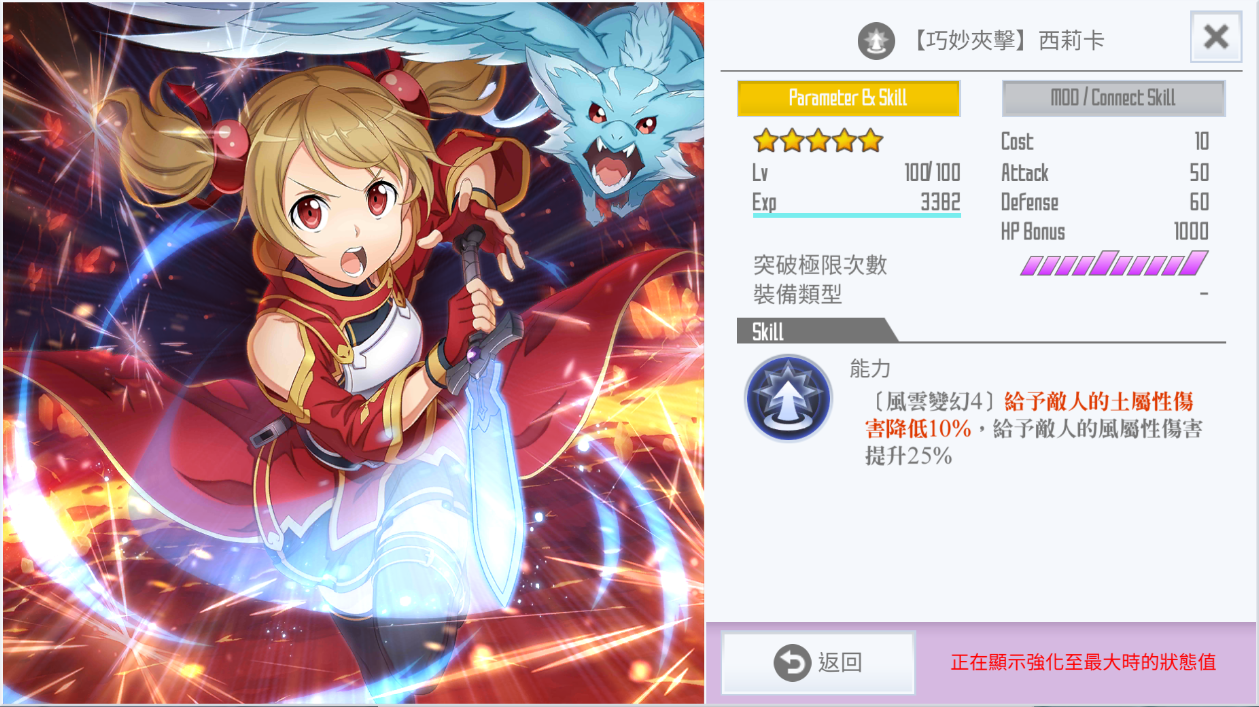 【巧妙夾擊】西莉卡
Parameter & Skill
MOD / Connect Skill
Lv 100/100
Exp 3382
Cost 10
Attack 50
Defense 60
HP Bonus 1000
突破極限次數
裝備類型 -
Skill
能力
〔風雲變幻4〕給予敵人的土屬性傷
害降低10%，給予敵人的風屬性傷害
提升25%
返回
正在顯示強化至最大時的狀態值